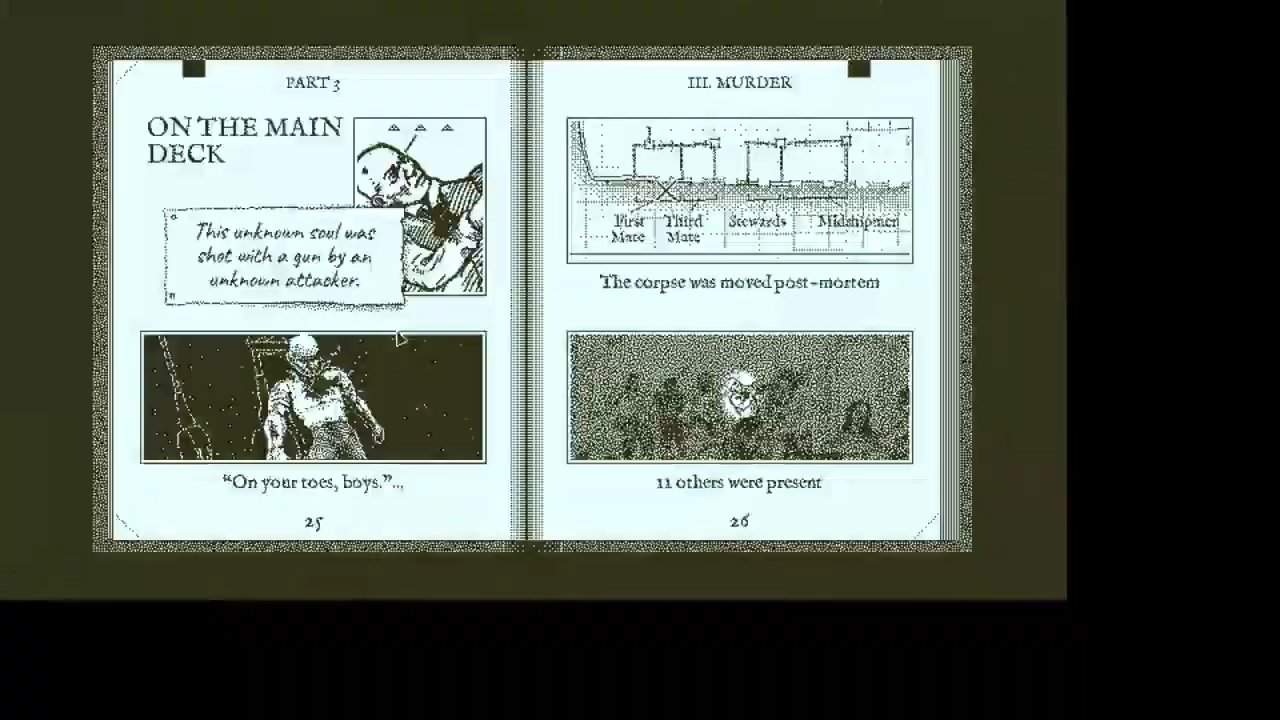 PART 3
ON THE MAIN
DECK
This unknown soul was
shot with a gun by an
unknown attacker.
"On your toes, boys."...
25
III. MURDER
First Mate
Third Mate
Stewards
Midshipmen
The corpse was moved post-mortem
11 others were present
26